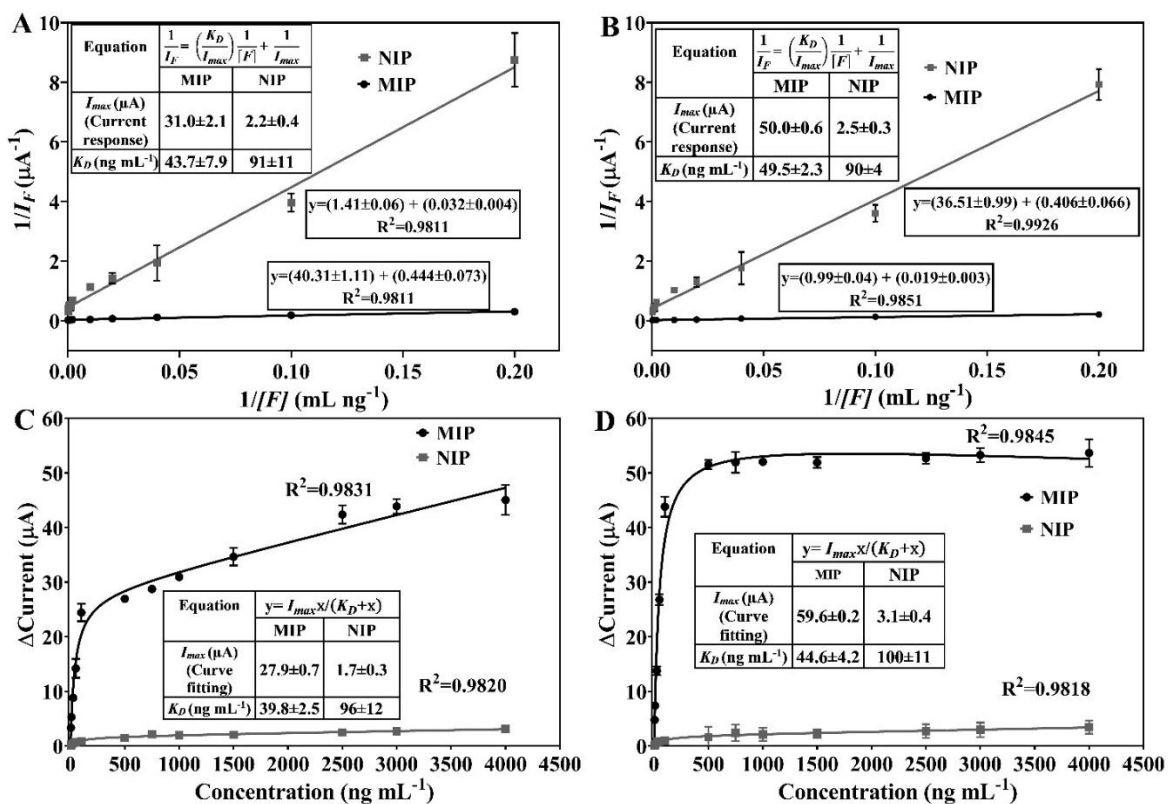 A
Equation 1/I_F = (K_D/I_max) 1/[F] + 1/I_max
MIP NIP
I_max (μA) (Current response) 31.0±2.1 2.2±0.4
K_D (ng mL⁻¹) 43.7±7.9 91±11
NIP
MIP
y=(1.41±0.06) + (0.032±0.004)
R²=0.9811
y=(40.31±1.11) + (0.444±0.073)
R²=0.9811
1/I_F (μA⁻¹)
10
8
6
4
2
0
0.00 0.05 0.10 0.15 0.20
1/[F] (mL ng⁻¹)
B
Equation 1/I_F = (K_D/I_max) 1/[F] + 1/I_max
MIP NIP
I_max (μA) (Current response) 50.0±0.6 2.5±0.3
K_D (ng mL⁻¹) 49.5±2.3 90±4
NIP
MIP
y=(36.51±0.99) + (0.406±0.066)
R²=0.9926
y=(0.99±0.04) + (0.019±0.003)
R²=0.9851
1/I_F (μA⁻¹)
10
8
6
4
2
0
0.00 0.05 0.10 0.15 0.20
1/[F] (mL ng⁻¹)
C
MIP
NIP
R²=0.9831
Equation y= I_max x/(K_D+x)
MIP NIP
I_max (μA) (Curve fitting) 27.9±0.7 1.7±0.3
K_D (ng mL⁻¹) 39.8±2.5 96±12
R²=0.9820
ΔCurrent (μA)
60
50
40
30
20
10
0
0 500 1000 1500 2000 2500 3000 3500 4000 4500
Concentration (ng mL⁻¹)
D
R²=0.9845
MIP
NIP
Equation y= I_max x/(K_D+x)
MIP NIP
I_max (μA) (Curve fitting) 59.6±0.2 3.1±0.4
K_D (ng mL⁻¹) 44.6±4.2 100±11
R²=0.9818
ΔCurrent (μA)
60
50
40
30
20
10
0
0 500 1000 1500 2000 2500 3000 3500 4000 4500
Concentration (ng mL⁻¹)